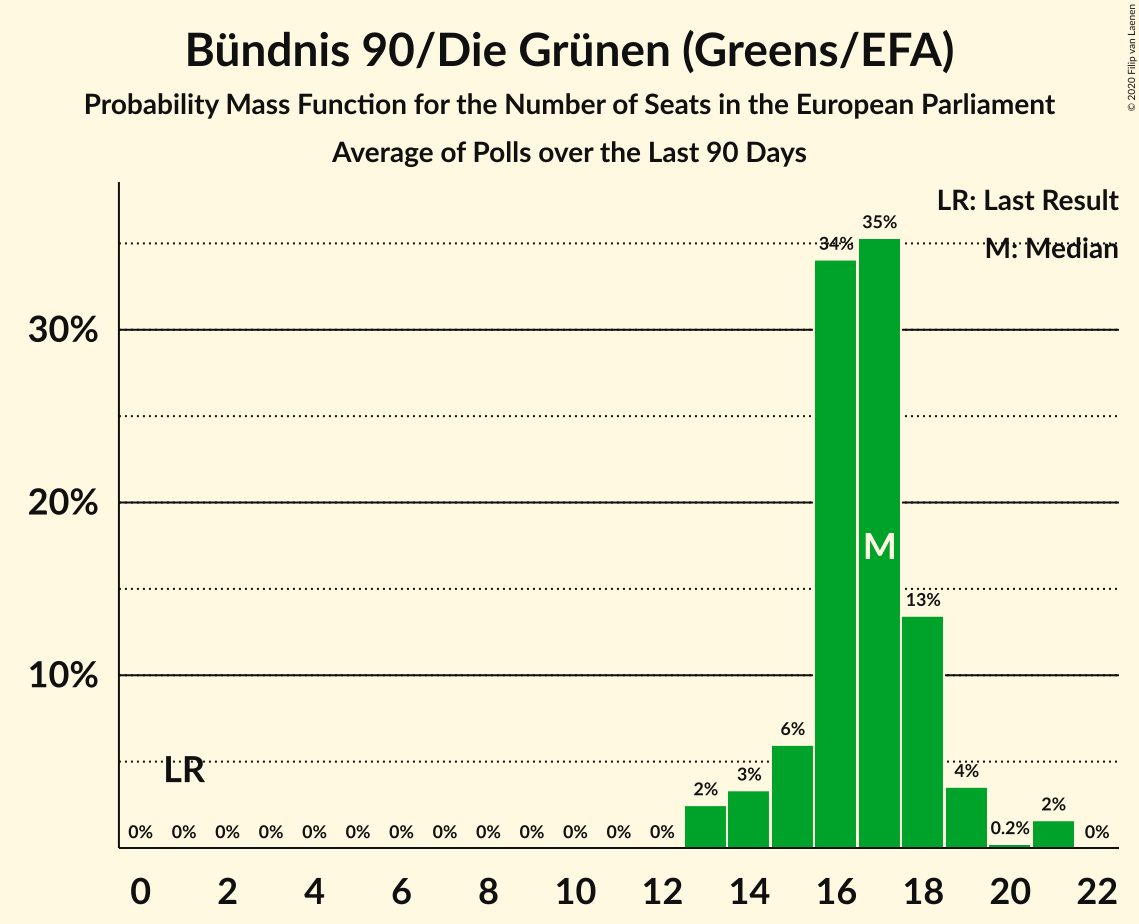 Bündnis 90/Die Grünen (Greens/EFA)
Probability Mass Function for the Number of Seats in the European Parliament
Average of Polls over the Last 90 Days
© 2020 Filip van Laenen
LR: Last Result
M: Median
35%
34%
30%
20%
M
13%
10%
6%
LR
4%
3%
2%
2%
0% 0% 0% 0% 0% 0% 0% 0% 0% 0% 0% 0% 0% 0.2% 0%
0 2 4 6 8 10 12 14 16 18 20 22